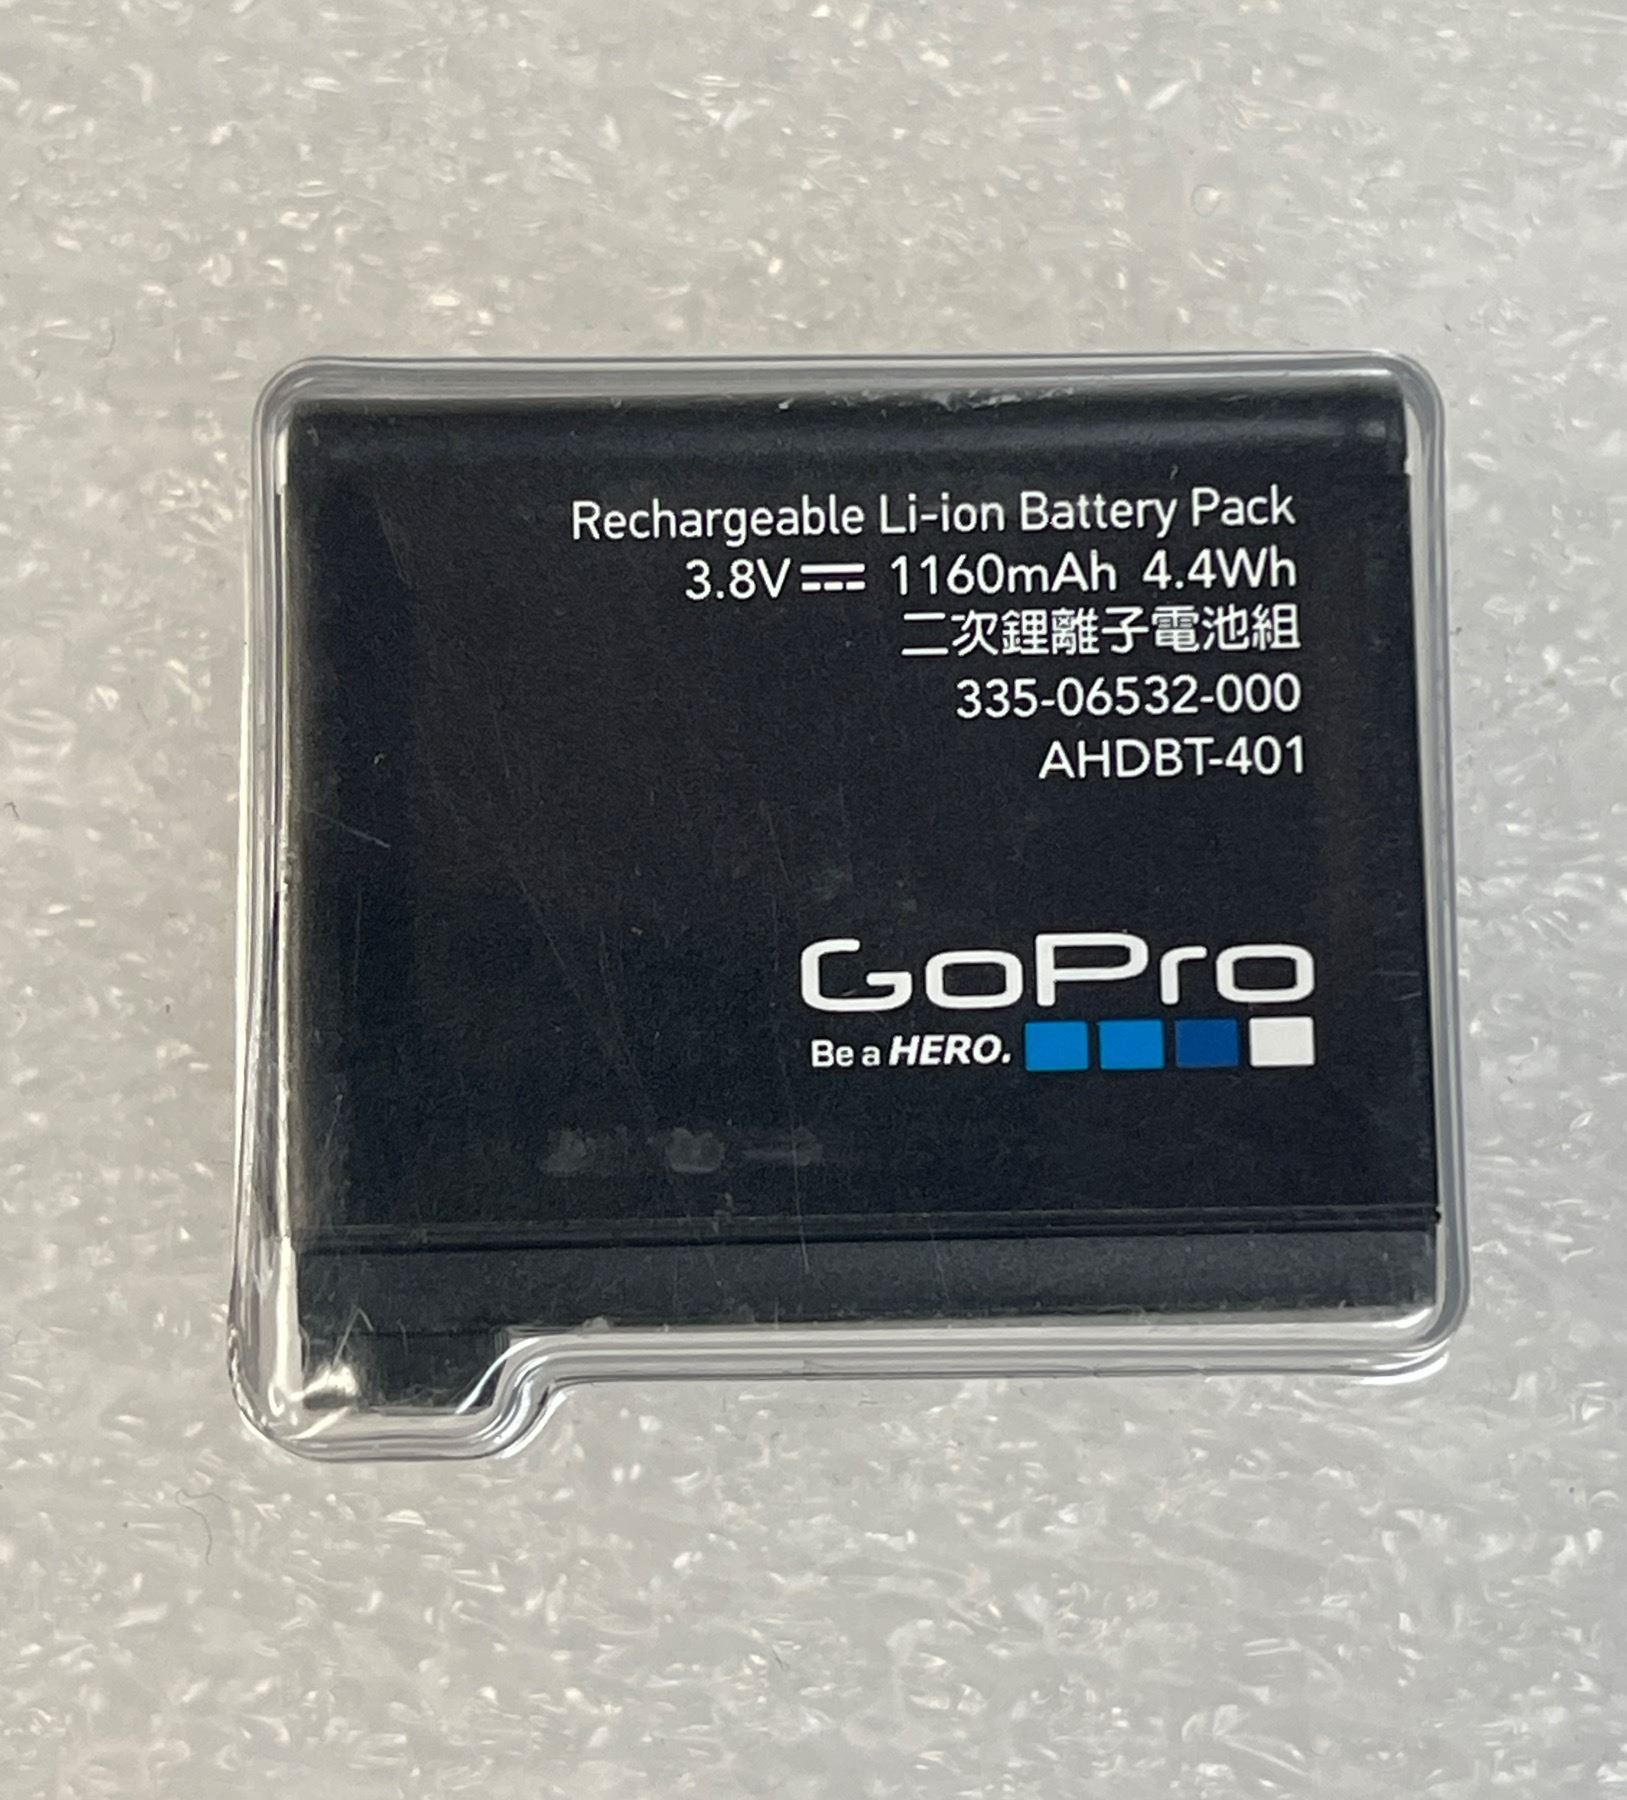 Rechargeable Li-ion Battery Pack
3.8V⎓ 1160mAh 4.4Wh
二次鋰離子電池組
335-06532-000
AHDBT-401
GoPro
Be a HERO.